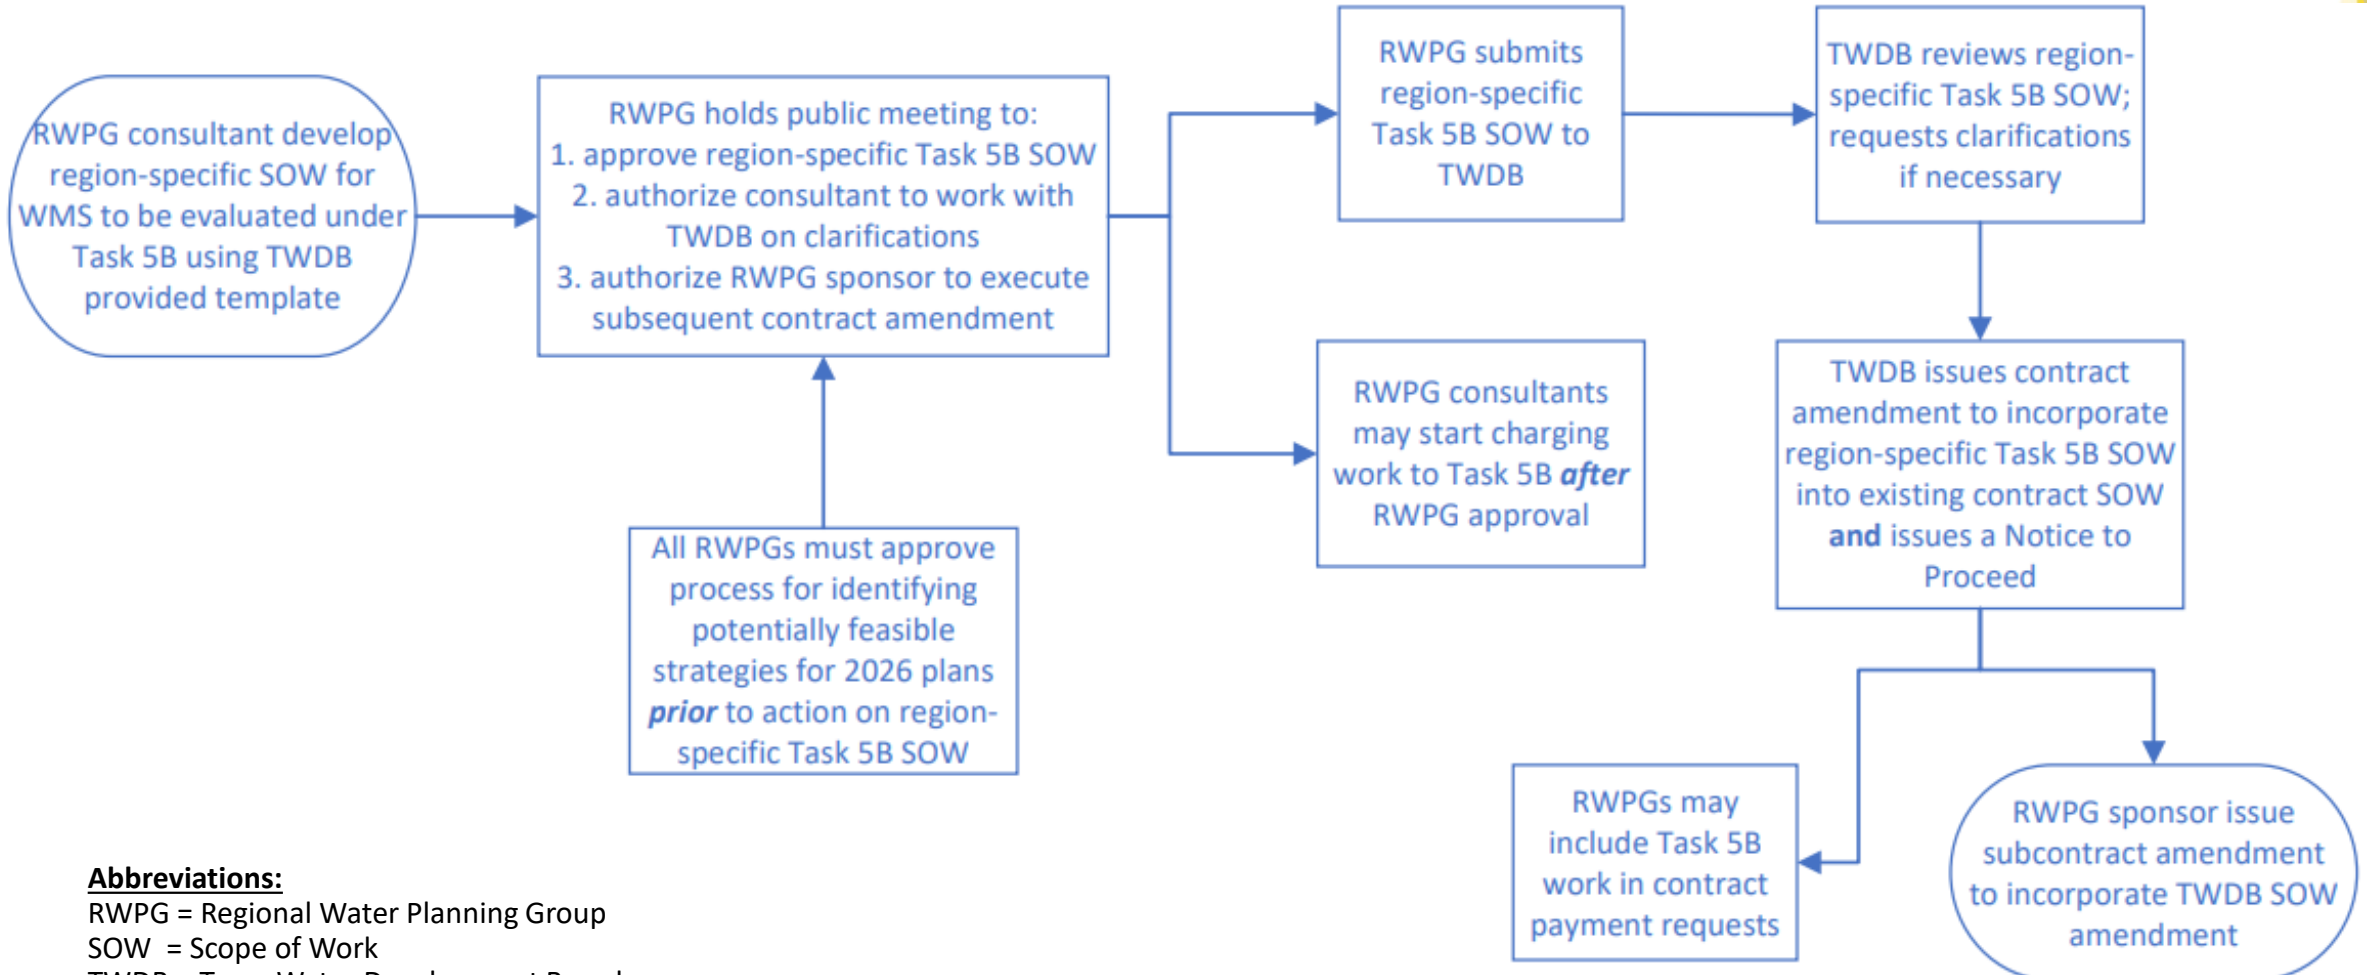 RWPG consultant develop
region-specific SOW for
WMS to be evaluated under
Task 5B using TWDB
provided template
RWPG holds public meeting to:
1. approve region-specific Task 5B SOW
2. authorize consultant to work with
TWDB on clarifications
3. authorize RWPG sponsor to execute
subsequent contract amendment
All RWPGs must approve
process for identifying
potentially feasible
strategies for 2026 plans
prior to action on region-
specific Task 5B SOW
RWPG submits
region-specific
Task 5B SOW to
TWDB
RWPG consultants
may start charging
work to Task 5B after
RWPG approval
TWDB reviews region-
specific Task 5B SOW;
requests clarifications
if necessary
TWDB issues contract
amendment to incorporate
region-specific Task 5B SOW
into existing contract SOW
and issues a Notice to
Proceed
RWPGs may
include Task 5B
work in contract
payment requests
RWPG sponsor issue
subcontract amendment
to incorporate TWDB SOW
amendment
Abbreviations:
RWPG = Regional Water Planning Group
SOW = Scope of Work
TWDB = Texas Water Development Board